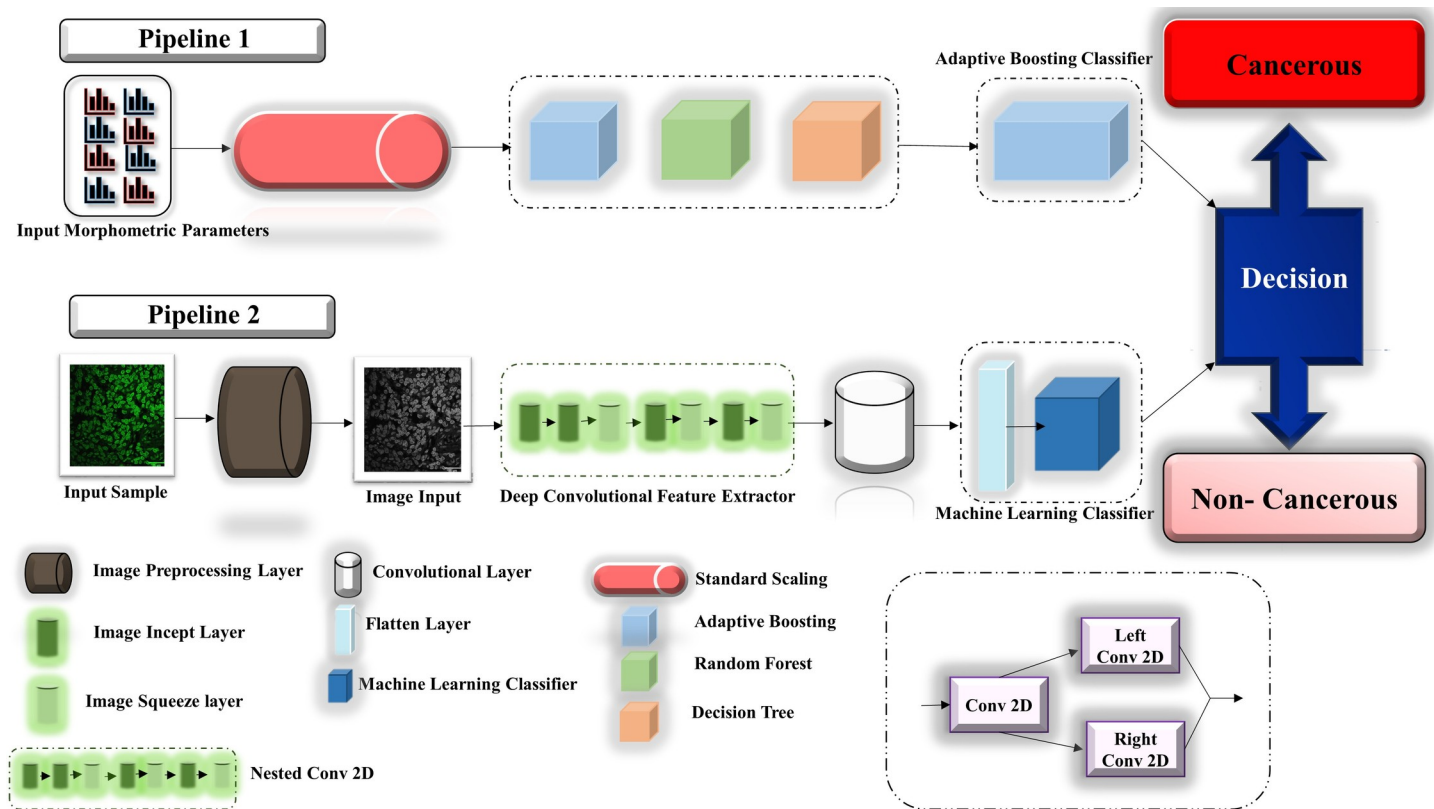 Pipeline 1
Input Morphometric Parameters
Adaptive Boosting Classifier
Cancerous
Decision
Non- Cancerous
Pipeline 2
Input Sample
Image Input
Deep Convolutional Feature Extractor
Machine Learning Classifier
Image Preprocessing Layer
Image Incept Layer
Image Squeeze layer
Nested Conv 2D
Convolutional Layer
Flatten Layer
Machine Learning Classifier
Standard Scaling
Adaptive Boosting
Random Forest
Decision Tree
Conv 2D
Left
Conv 2D
Right
Conv 2D